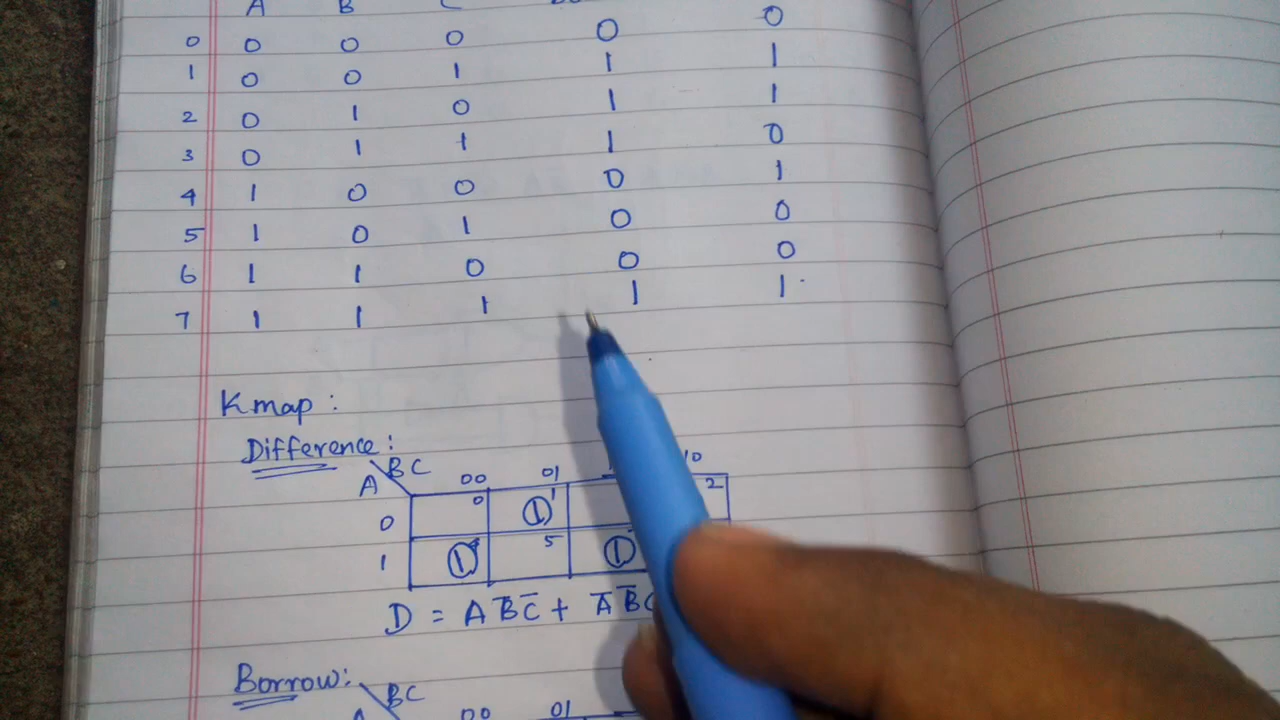 A B C
0 0 0 0 0 0
1 0 0 1 1 1
2 0 1 0 1 1
3 0 1 1 1 0
4 1 0 0 0 1
5 1 0 1 0 0
6 1 1 0 0 0
7 1 1 1 1 1
Kmap :
Difference :
A BC 00 01 10
0 0 1 1 2
1 1 5 1
D = A B̅ C̅ + A̅ B̅ C
Borrow :
A BC 00 01